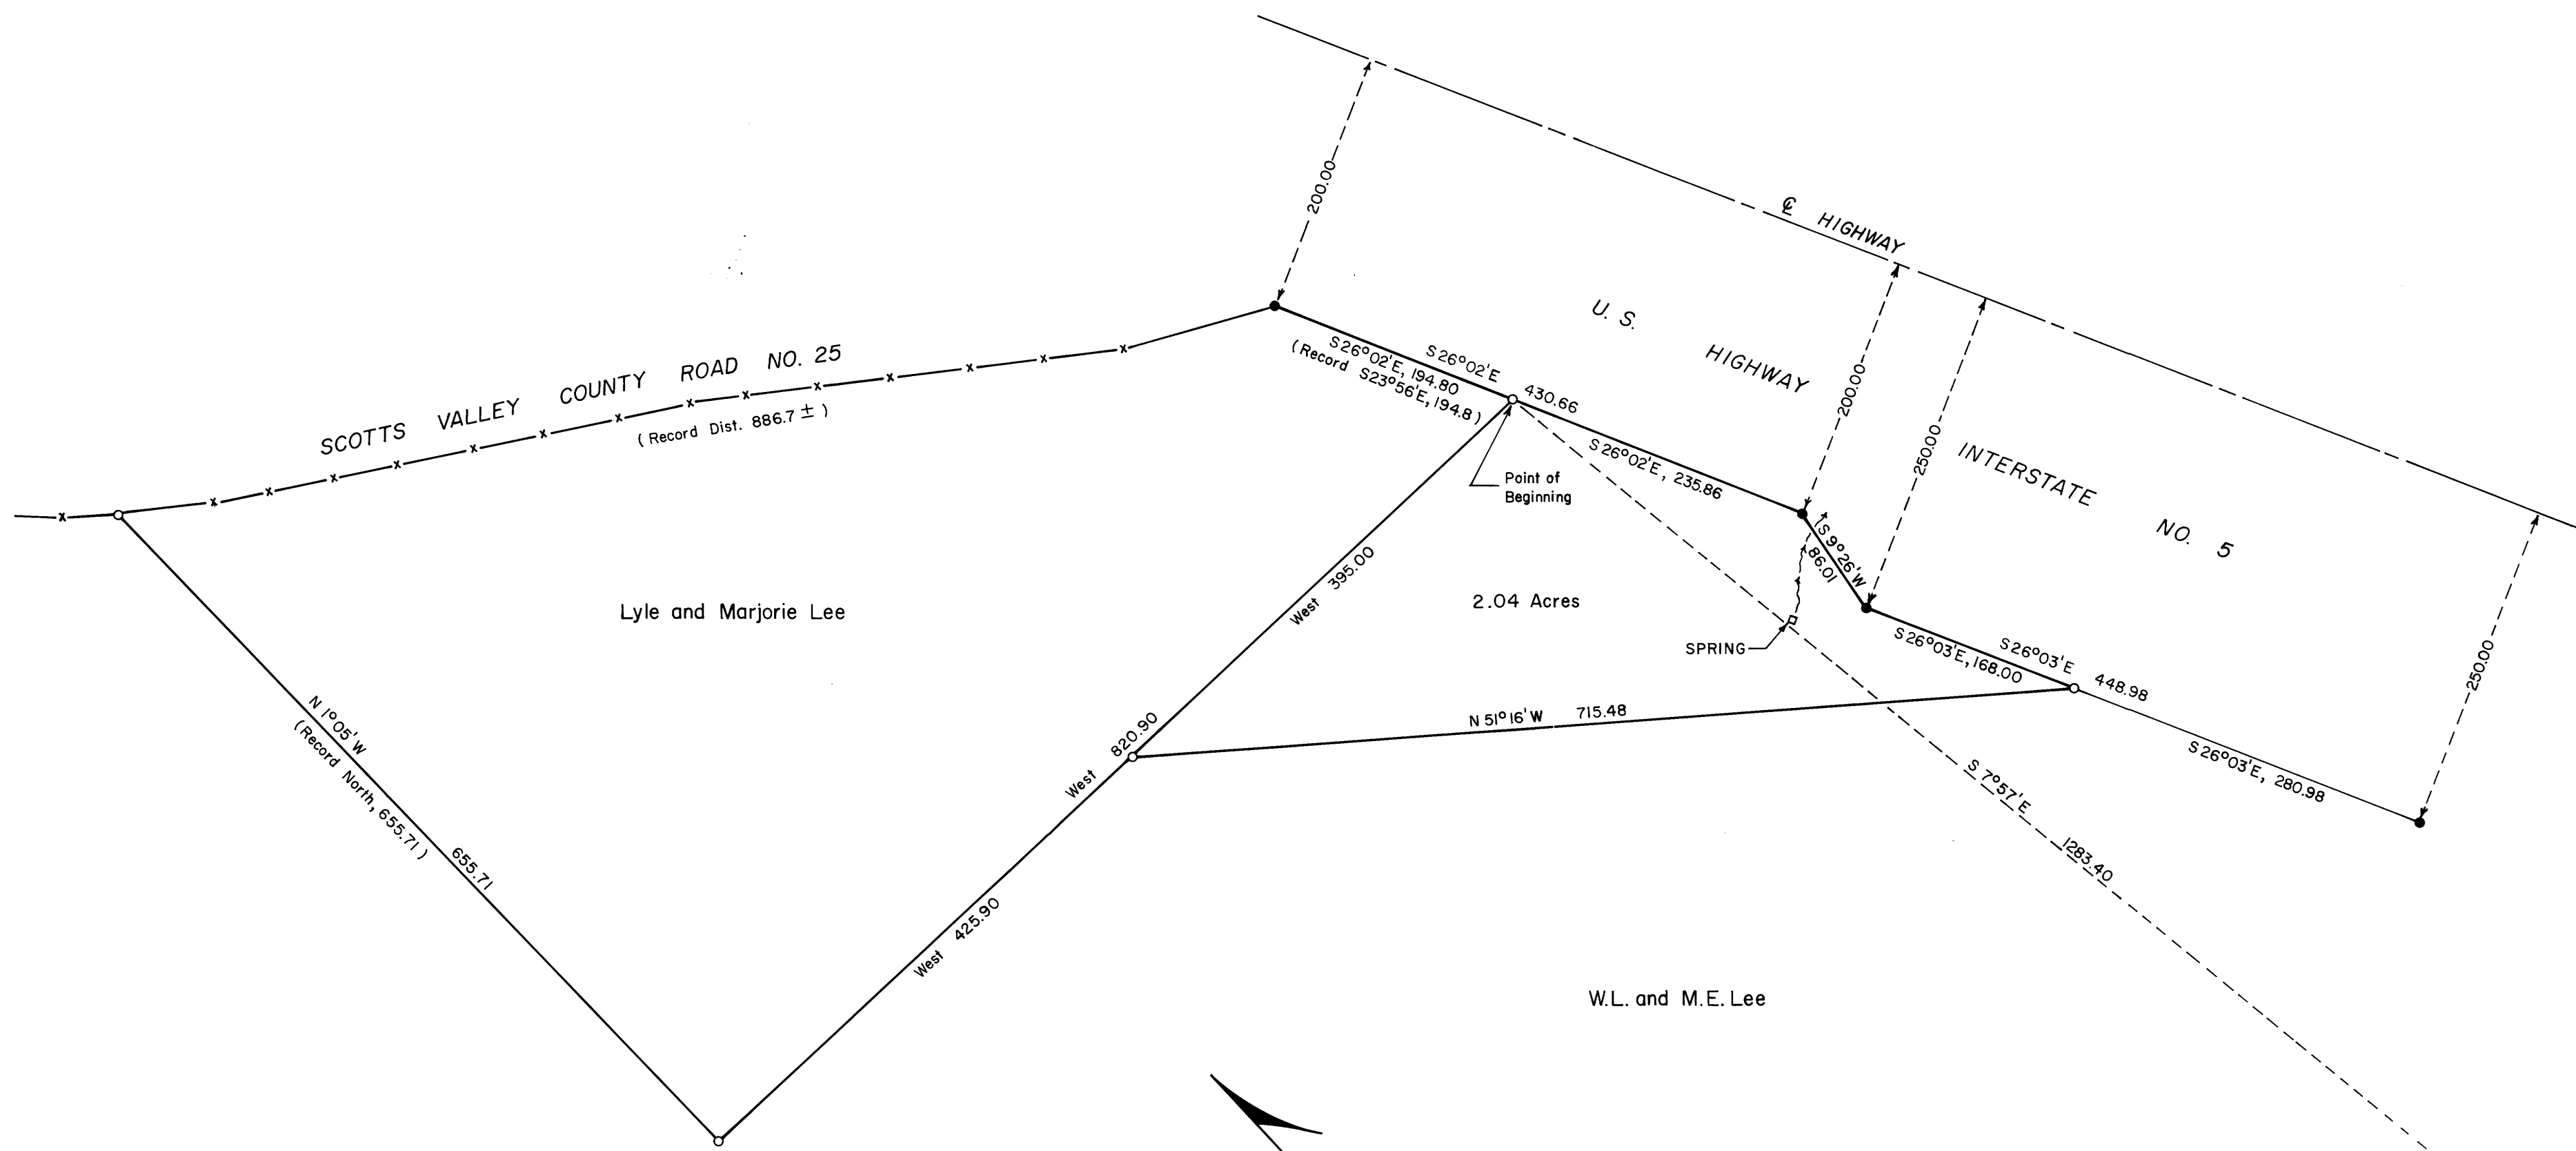 200.00
℄ HIGHWAY
U. S. HIGHWAY INTERSTATE NO. 5
200.00
250.00
250.00
SCOTTS VALLEY COUNTY ROAD NO. 25
( Record Dist. 886.7 ± )
S26°02'E 430.66
S26°02'E, 194.80
( Record S23°56'E, 194.8 )
Point of
Beginning
S26°02'E, 235.86
S 9°26'W
86.01
West 395.00
2.04 Acres
SPRING
Lyle and Marjorie Lee
S26°03'E 448.98
S26°03'E, 168.00
S26°03'E, 280.98
N 51°16'W 715.48
West 820.90
N 1°05'W 655.71
( Record North, 655.71 )
S 7°57'E 1283.40
West 425.90
W.L. and M.E. Lee